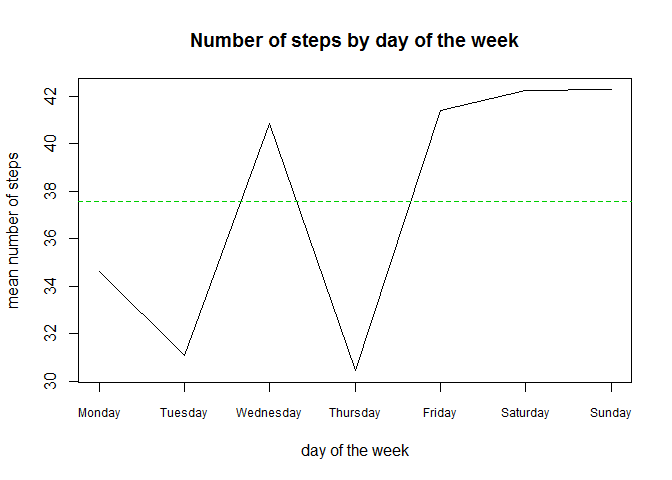 Number of steps by day of the week
mean number of steps
42
40
38
36
34
32
30
Monday Tuesday Wednesday Thursday Friday Saturday Sunday
day of the week